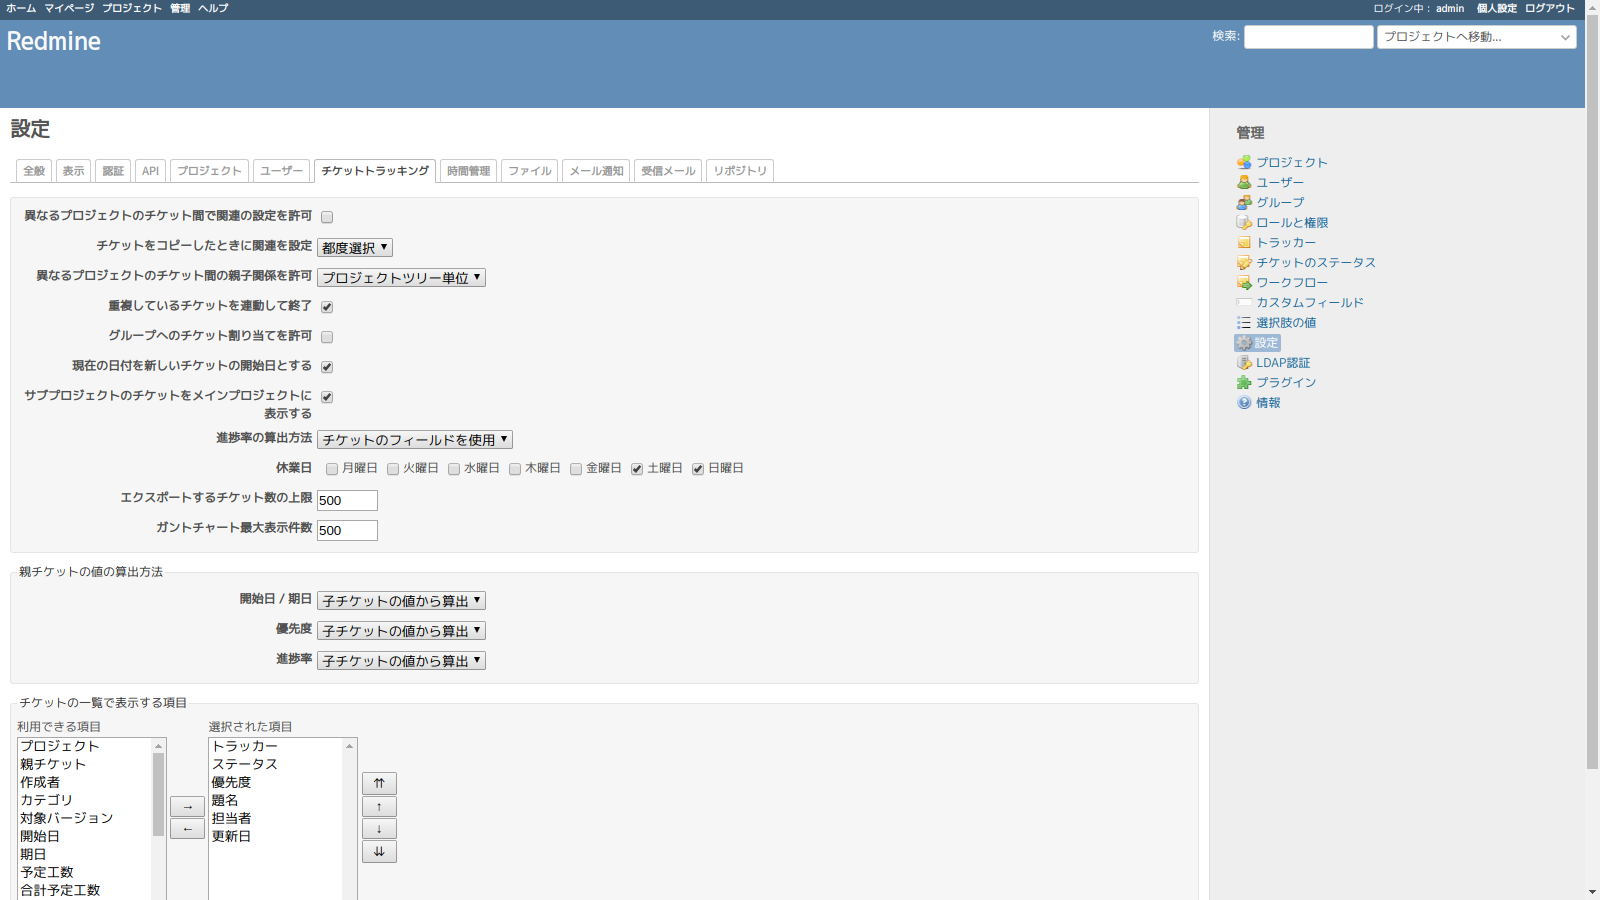 ホーム マイページ プロジェクト 管理 ヘルプ
ログイン中： admin 個人設定 ログアウト
Redmine
検索:
プロジェクトへ移動...
設定
全般 表示 認証 API プロジェクト ユーザー チケットトラッキング 時間管理 ファイル メール通知 受信メール リポジトリ
異なるプロジェクトのチケット間で関連の設定を許可
チケットをコピーしたときに関連を設定 都度選択
異なるプロジェクトのチケット間の親子関係を許可 プロジェクトツリー単位
重複しているチケットを連動して終了
グループへのチケット割り当てを許可
現在の日付を新しいチケットの開始日とする
サブプロジェクトのチケットをメインプロジェクトに
表示する
進捗率の算出方法 チケットのフィールドを使用
休業日 月曜日 火曜日 水曜日 木曜日 金曜日 土曜日 日曜日
エクスポートするチケット数の上限 500
ガントチャート最大表示件数 500
親チケットの値の算出方法
開始日 / 期日 子チケットの値から算出
優先度 子チケットの値から算出
進捗率 子チケットの値から算出
チケットの一覧で表示する項目
利用できる項目
プロジェクト
親チケット
作成者
カテゴリ
対象バージョン
開始日
期日
予定工数
合計予定工数
→
←
選択された項目
トラッカー
ステータス
優先度
題名
担当者
更新日
⇈
↑
↓
⇊
管理
プロジェクト
ユーザー
グループ
ロールと権限
トラッカー
チケットのステータス
ワークフロー
カスタムフィールド
選択肢の値
設定
LDAP認証
プラグイン
情報